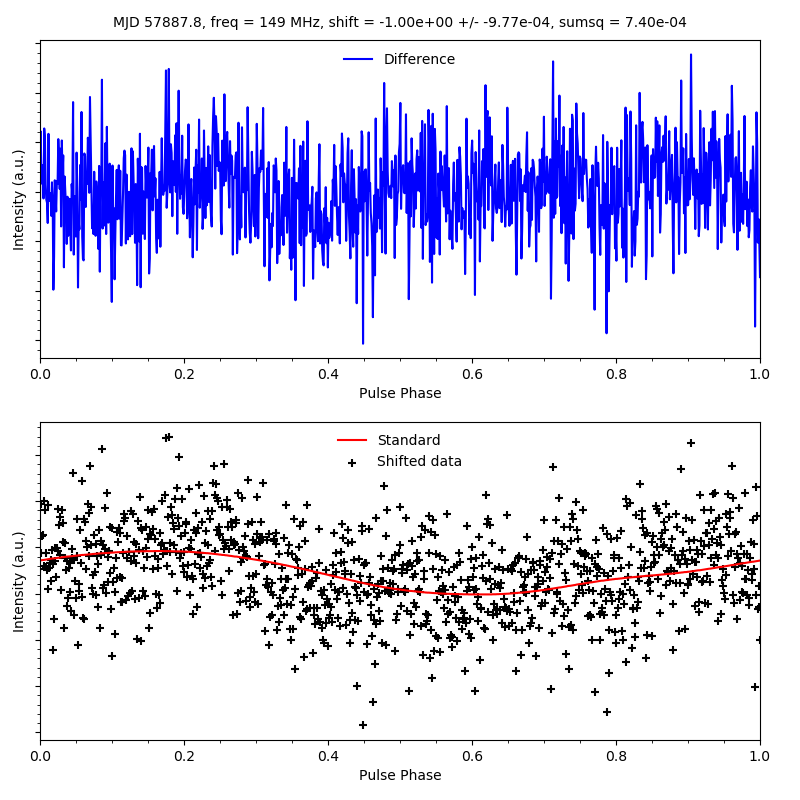 MJD 57887.8, freq = 149 MHz, shift = -1.00e+00 +/- -9.77e-04, sumsq = 7.40e-04
Difference
Intensity (a.u.)
0.0 0.2 0.4 0.6 0.8 1.0
Pulse Phase
Standard
Shifted data
Intensity (a.u.)
0.0 0.2 0.4 0.6 0.8 1.0
Pulse Phase